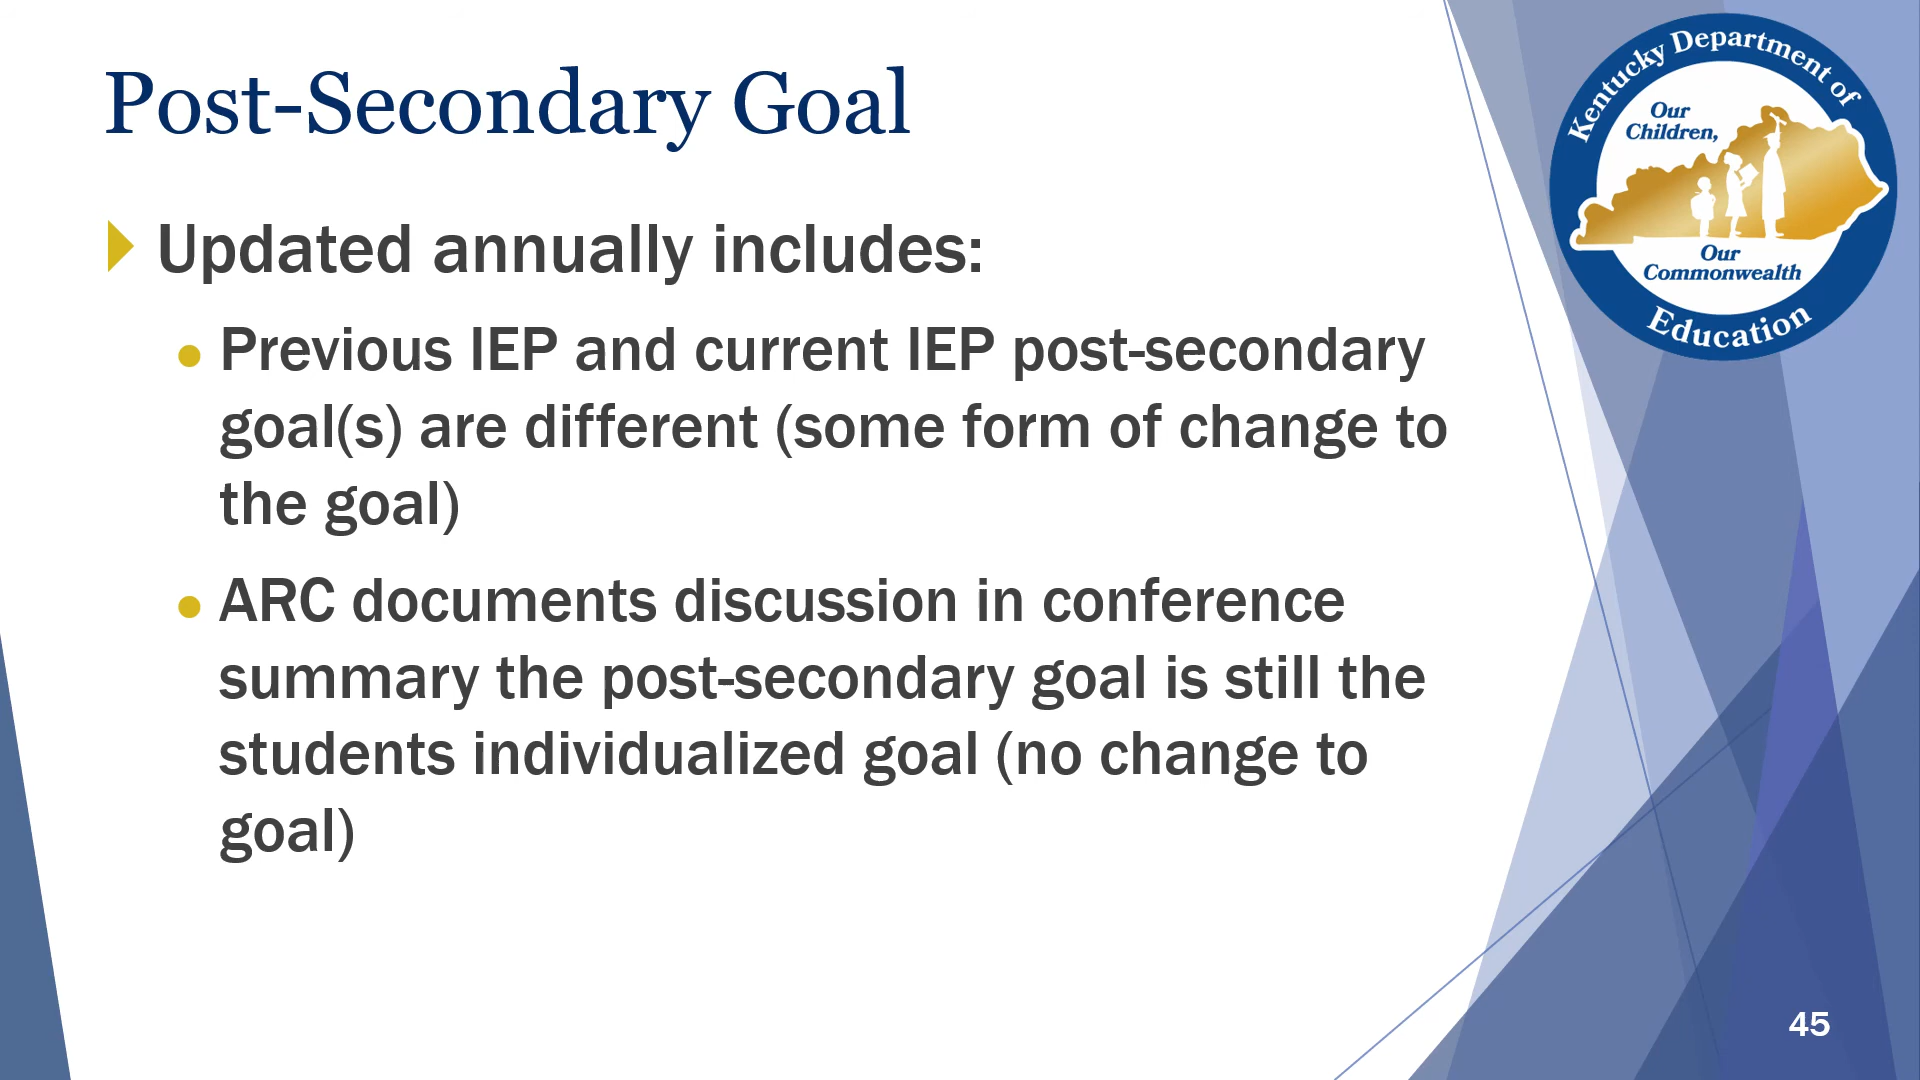 Post-Secondary Goal
Updated annually includes:
Previous IEP and current IEP post-secondary
goal(s) are different (some form of change to
the goal)
ARC documents discussion in conference
summary the post-secondary goal is still the
students individualized goal (no change to
goal)
Kentucky Department of
Our
Children,
Our
Commonwealth
Education
45